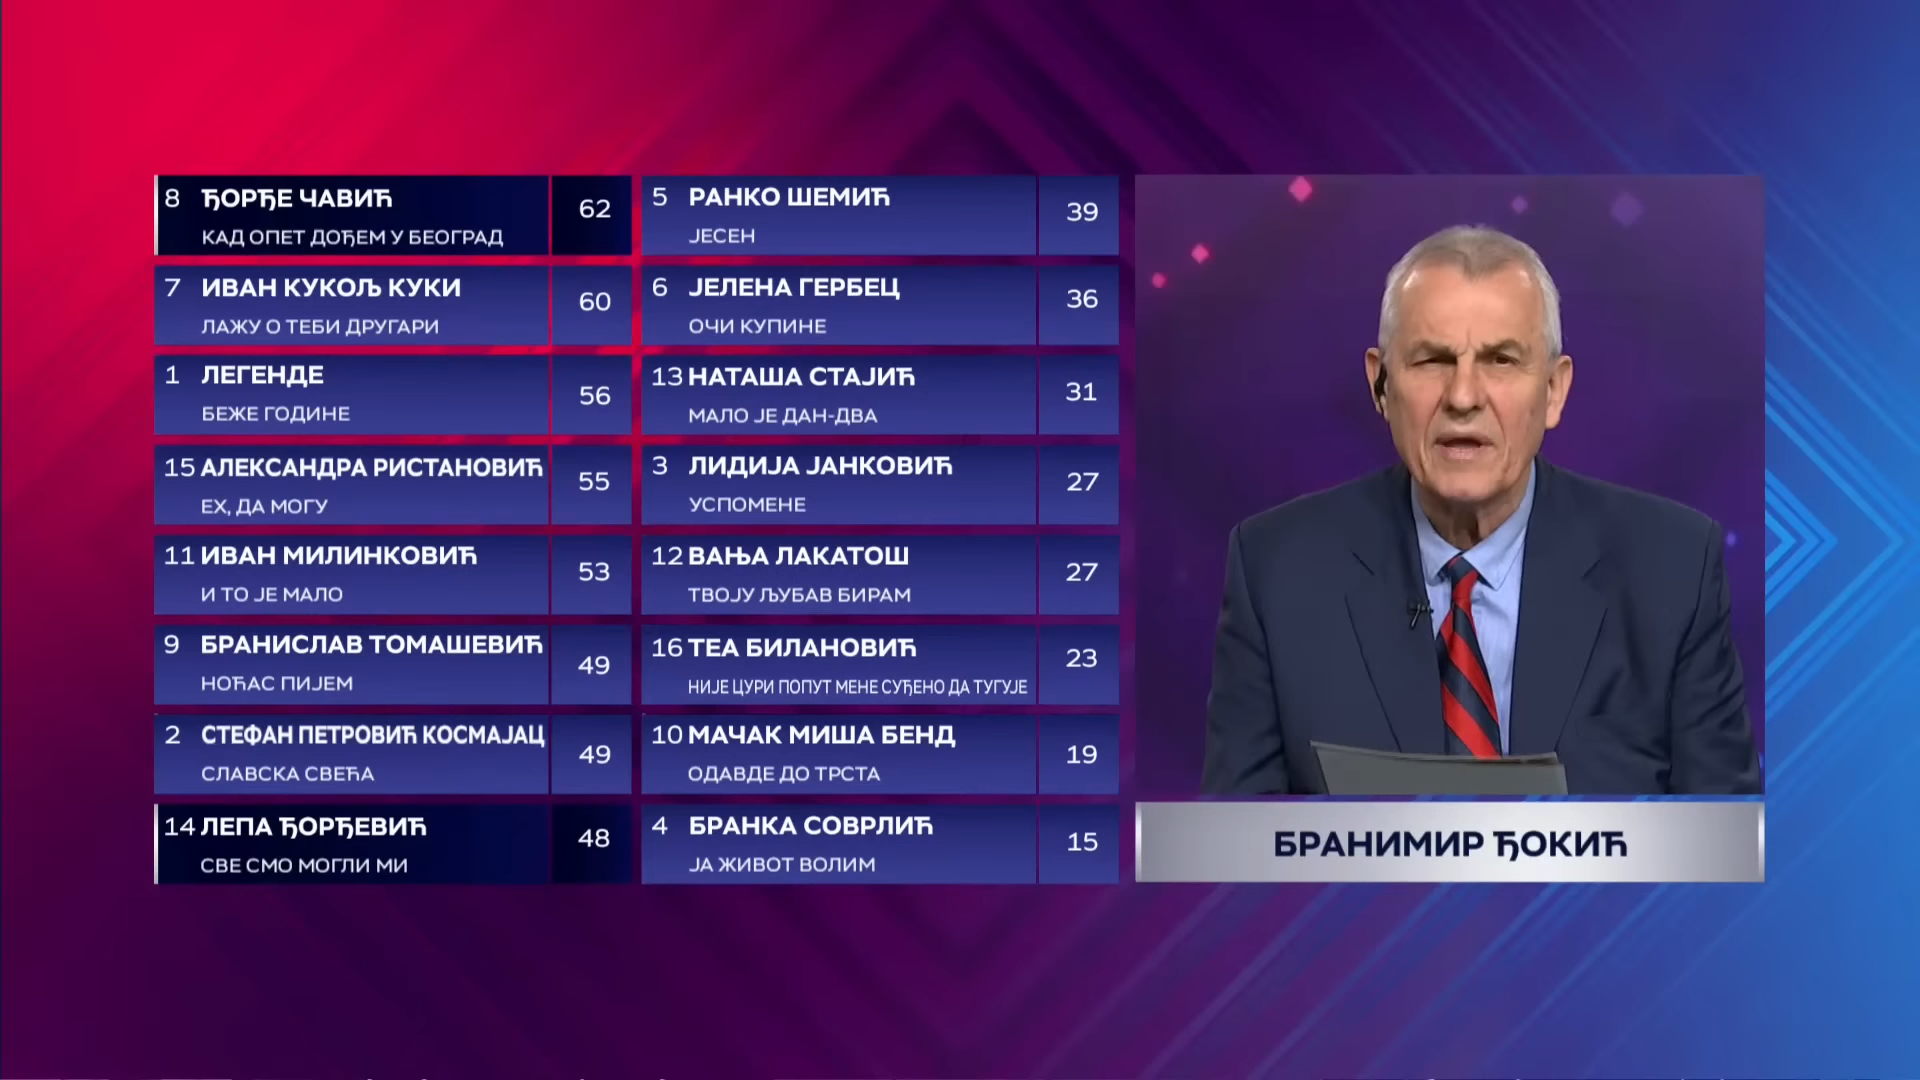 8 ЂОРЂЕ ЧАВИЋ 62
КАД ОПЕТ ДОЂЕМ У БЕОГРАД
7 ИВАН КУКОЉ КУКИ 60
ЛАЖУ О ТЕБИ ДРУГАРИ
1 ЛЕГЕНДЕ 56
БЕЖЕ ГОДИНЕ
15 АЛЕКСАНДРА РИСТАНОВИЋ 55
ЕХ, ДА МОГУ
11 ИВАН МИЛИНКОВИЋ 53
И ТО ЈЕ МАЛО
9 БРАНИСЛАВ ТОМАШЕВИЋ 49
НОЋАС ПИЈЕМ
2 СТЕФАН ПЕТРОВИЋ КОСМАЈАЦ 49
СЛАВСКА СВЕЋА
14 ЛЕПА ЂОРЂЕВИЋ 48
СВЕ СМО МОГЛИ МИ
5 РАНКО ШЕМИЋ 39
ЈЕСЕН
6 ЈЕЛЕНА ГЕРБЕЦ 36
ОЧИ КУПИНЕ
13 НАТАША СТАЈИЋ 31
МАЛО ЈЕ ДАН-ДВА
3 ЛИДИЈА ЈАНКОВИЋ 27
УСПОМЕНЕ
12 ВАЊА ЛАКАТОШ 27
ТВОЈУ ЉУБАВ БИРАМ
16 ТЕА БИЛАНОВИЋ 23
НИЈЕ ЦУРИ ПОПУТ МЕНЕ СУЂЕНО ДА ТУГУЈЕ
10 МАЧАК МИША БЕНД 19
ОДАВДЕ ДО ТРСТА
4 БРАНКА СОВРЛИЋ 15
ЈА ЖИВОТ ВОЛИМ
БРАНИМИР ЂОКИЋ